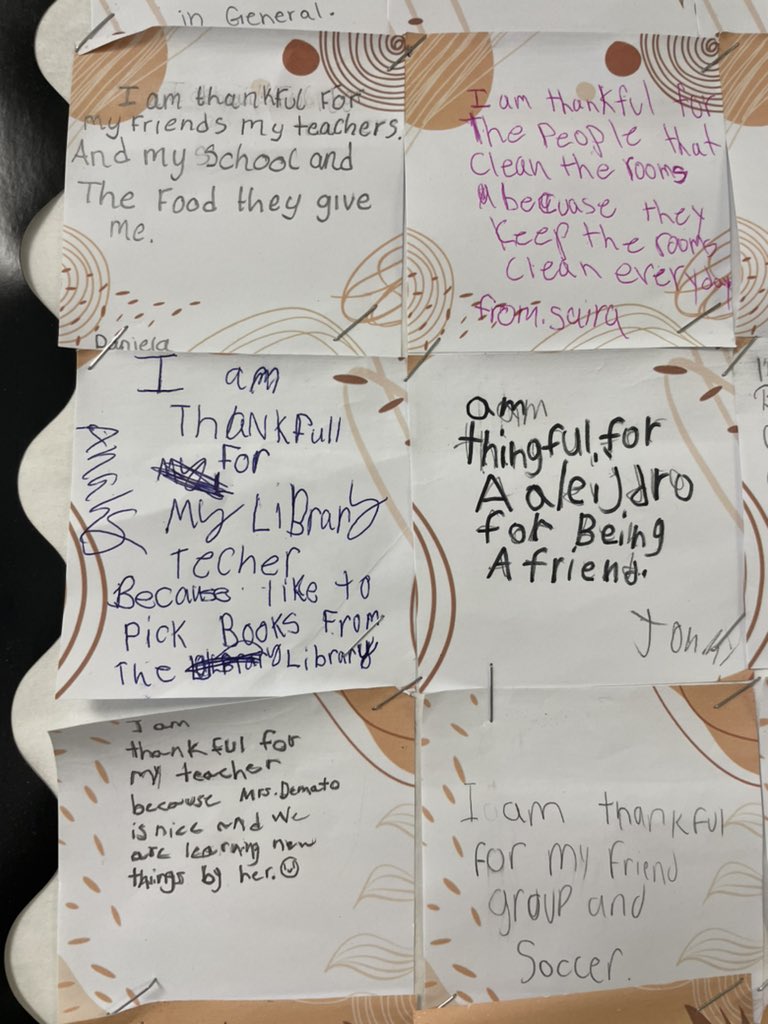 in General.
I am thankful For
my Friends my teachers.
And my School and
The Food they give
me.
Daniela
I am thankful for
The People that
Clean the rooms
because they
Keep the rooms
Clean everyday
from. saira
I am
THANKFull
For
My LiBrary
Techer
Because like to
Pick Books From
The Library
am
thingful, for
A aleijdro
for Being
A friend.
I am
thankful for
my teacher
because Mrs. Demato
is nice and we
are learning new
things by her.
I am thankful
for my friend
group and
Soccer.